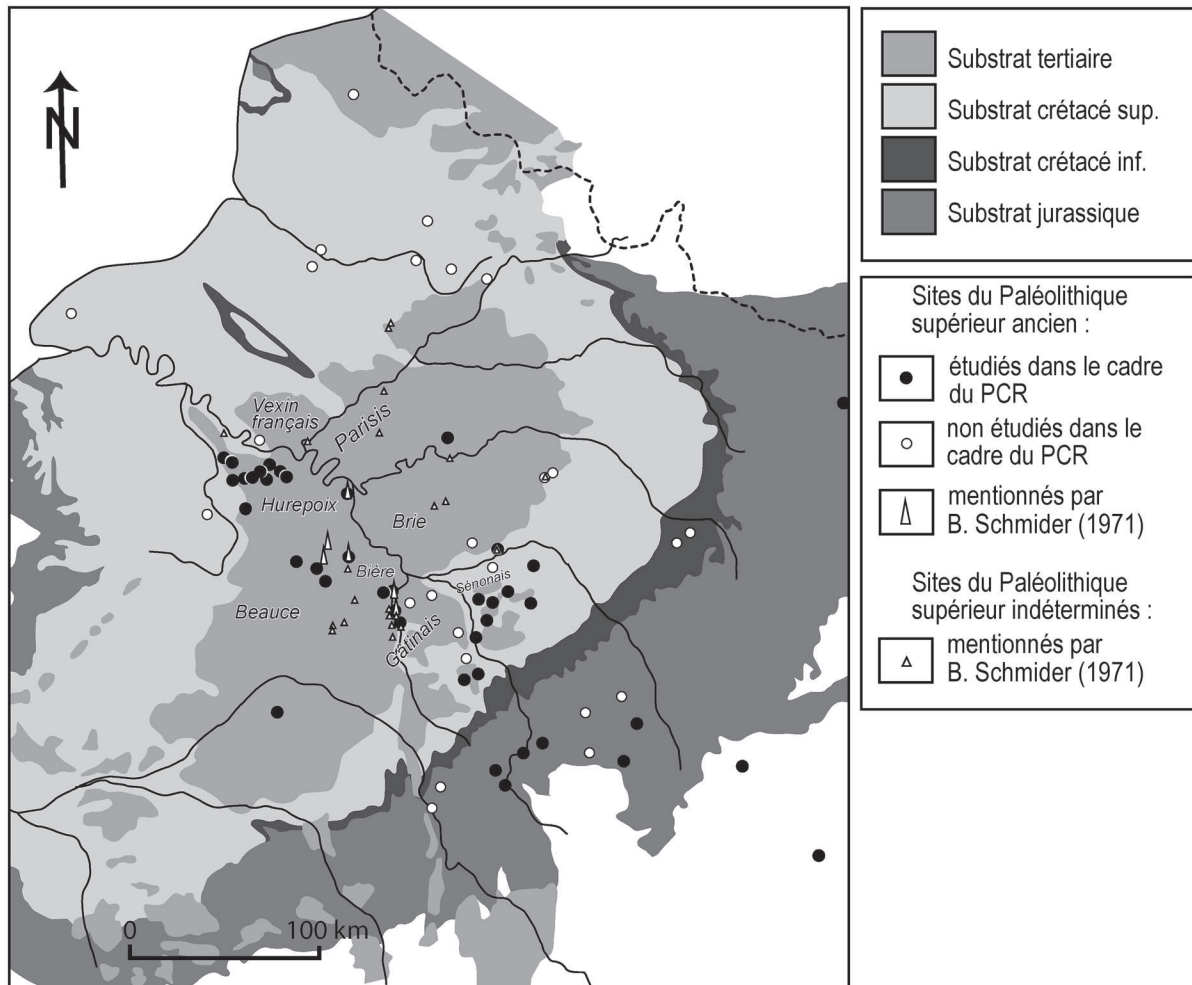 N
Vexin
français
Parisis
Hurepoix
Brie
Bière
Sénonais
Beauce
Gâtinais
0 100 km
Substrat tertiaire
Substrat crétacé sup.
Substrat crétacé inf.
Substrat jurassique
Sites du Paléolithique
supérieur ancien :
étudiés dans le cadre
du PCR
non étudiés dans le
cadre du PCR
mentionnés par
B. Schmider (1971)
Sites du Paléolithique
supérieur indéterminés :
mentionnés par
B. Schmider (1971)